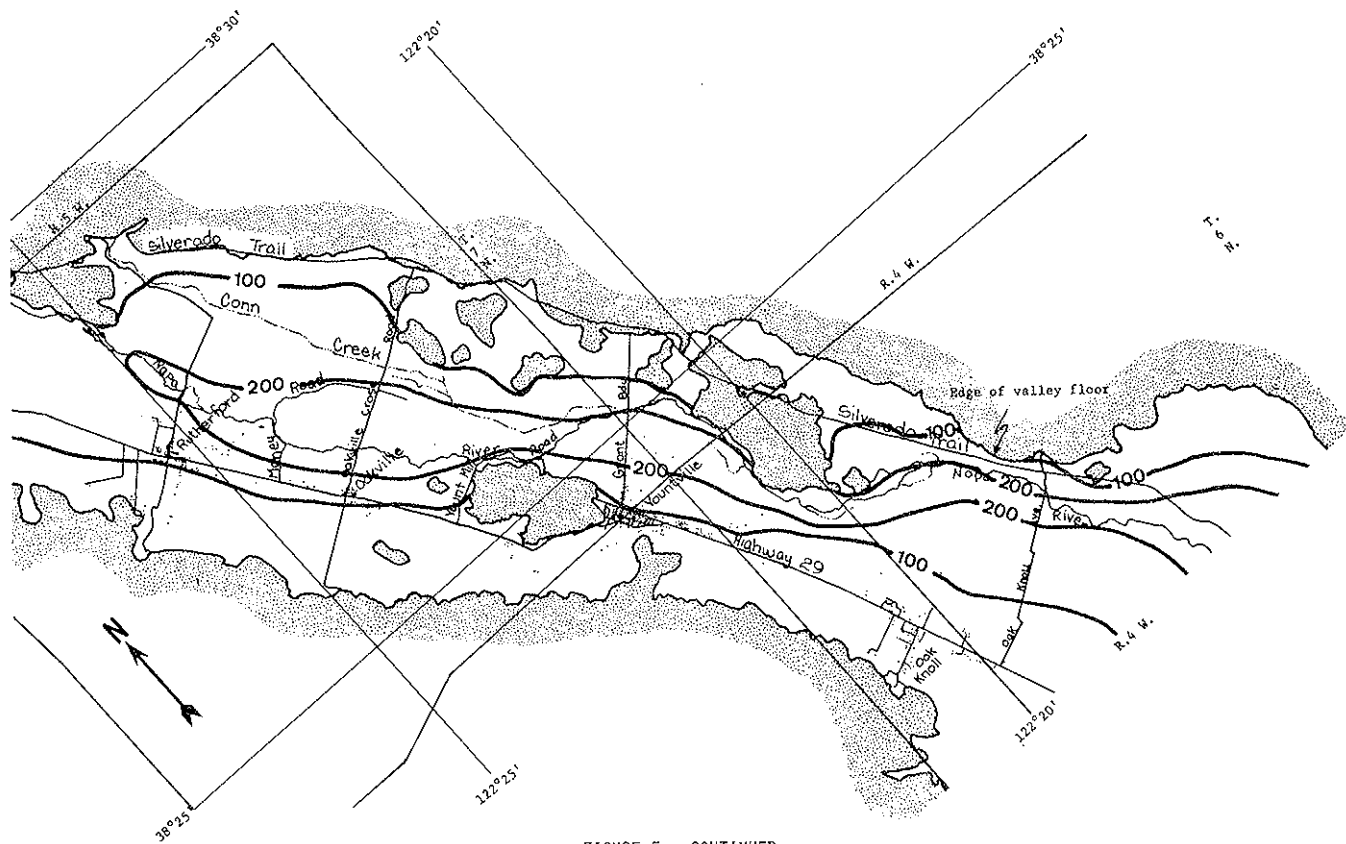 38°30'
122°20'
38°25'
R.5 W.
T.
7
N.
R.4 W.
T.
6
N.
Silverado Trail
100
Conn
Creek
Road
Edge of valley floor
Napa
200
Road
Silverado
Trail
100
Rutherford
Oakville Cross
Oakville
River
Yount Mill
Road
Grant
Bdy
200
Yountville
Napa
200
100
200
River
Highway 29
100
Oak
Knoll
Oak Knoll
R.4 W.
N
122°20'
122°25'
38°25'
CONTINUED